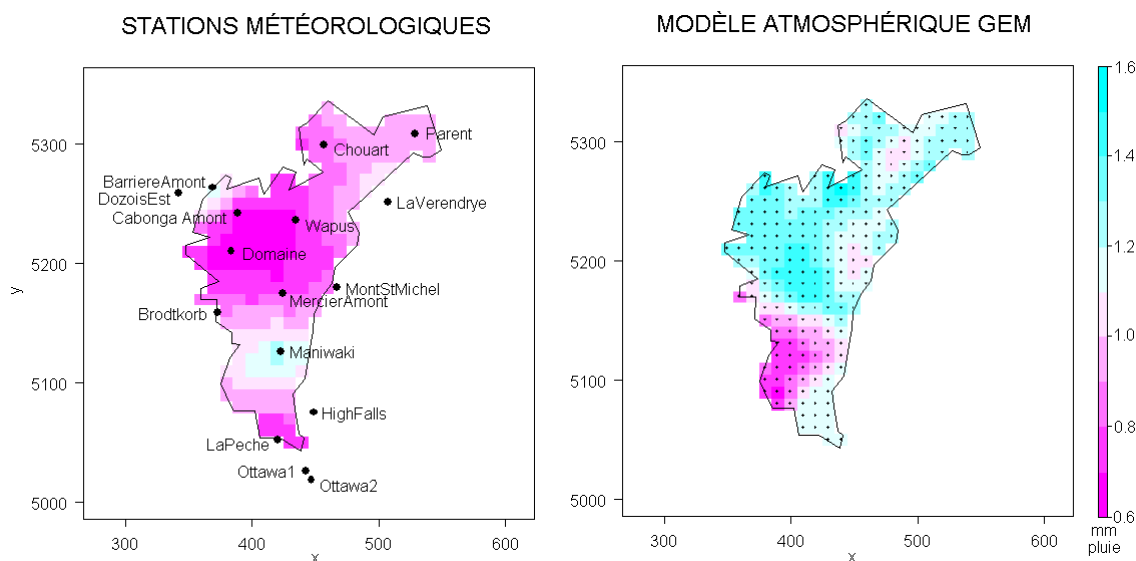 STATIONS MÉTÉOROLOGIQUES
MODÈLE ATMOSPHÉRIQUE GEM
5300
5200
5100
5000
y
300
400
500
600
x
Parent
Chouart
BarriereAmont
DozoisEst
LaVerendrye
Cabonga Amont
Wapus
Domaine
MontStMichel
MercierAmont
Brodtkorb
Maniwaki
HighFalls
LaPeche
Ottawa1
Ottawa2
5300
5200
5100
5000
300
400
500
600
x
1.6
1.4
1.2
1.0
0.8
0.6
mm
pluie